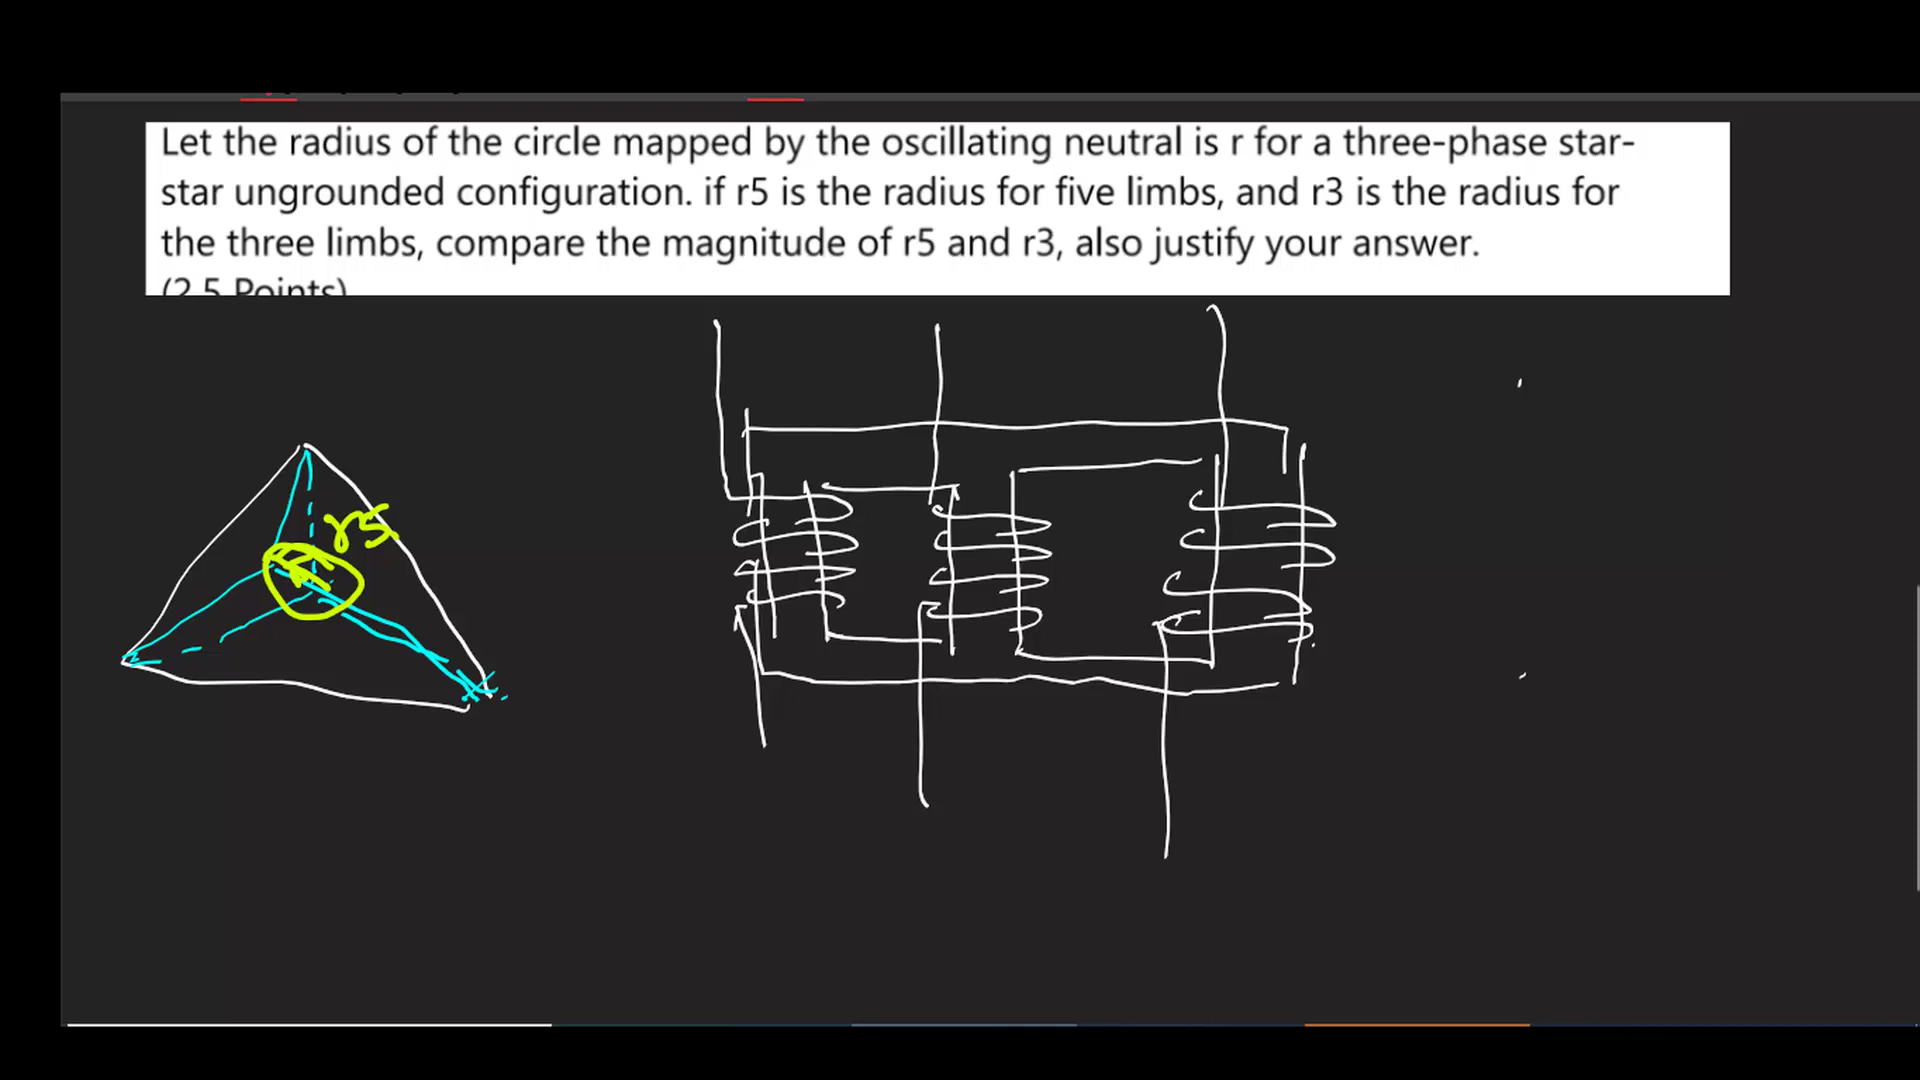 Let the radius of the circle mapped by the oscillating neutral is r for a three-phase star-
star ungrounded configuration. if r5 is the radius for five limbs, and r3 is the radius for
the three limbs, compare the magnitude of r5 and r3, also justify your answer.
(2.5 Points)
r5